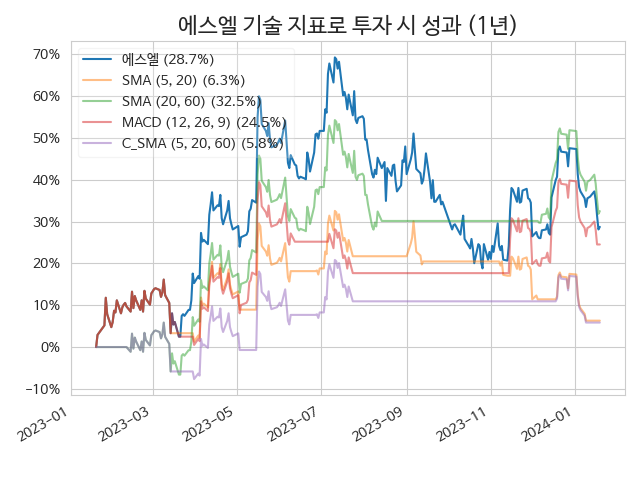 에스엘 기술 지표로 투자 시 성과 (1년)
70%
60%
50%
40%
30%
20%
10%
0%
−10%
에스엘 (28.7%)
SMA (5, 20) (6.3%)
SMA (20, 60) (32.5%)
MACD (12, 26, 9) (24.5%)
C_SMA (5, 20, 60) (5.8%)
2023−01
2023−03
2023−05
2023−07
2023−09
2023−11
2024−01